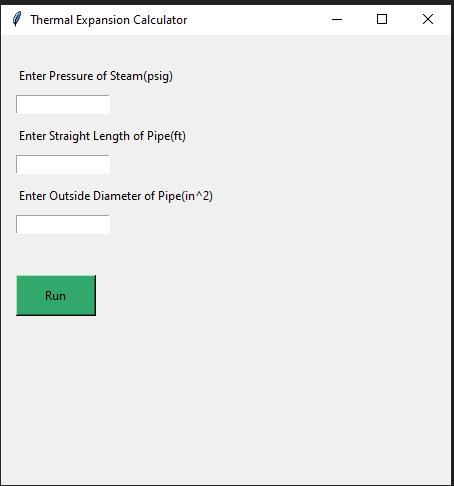 Thermal Expansion Calculator
Enter Pressure of Steam(psig)
Enter Straight Length of Pipe(ft)
Enter Outside Diameter of Pipe(in^2)
Run